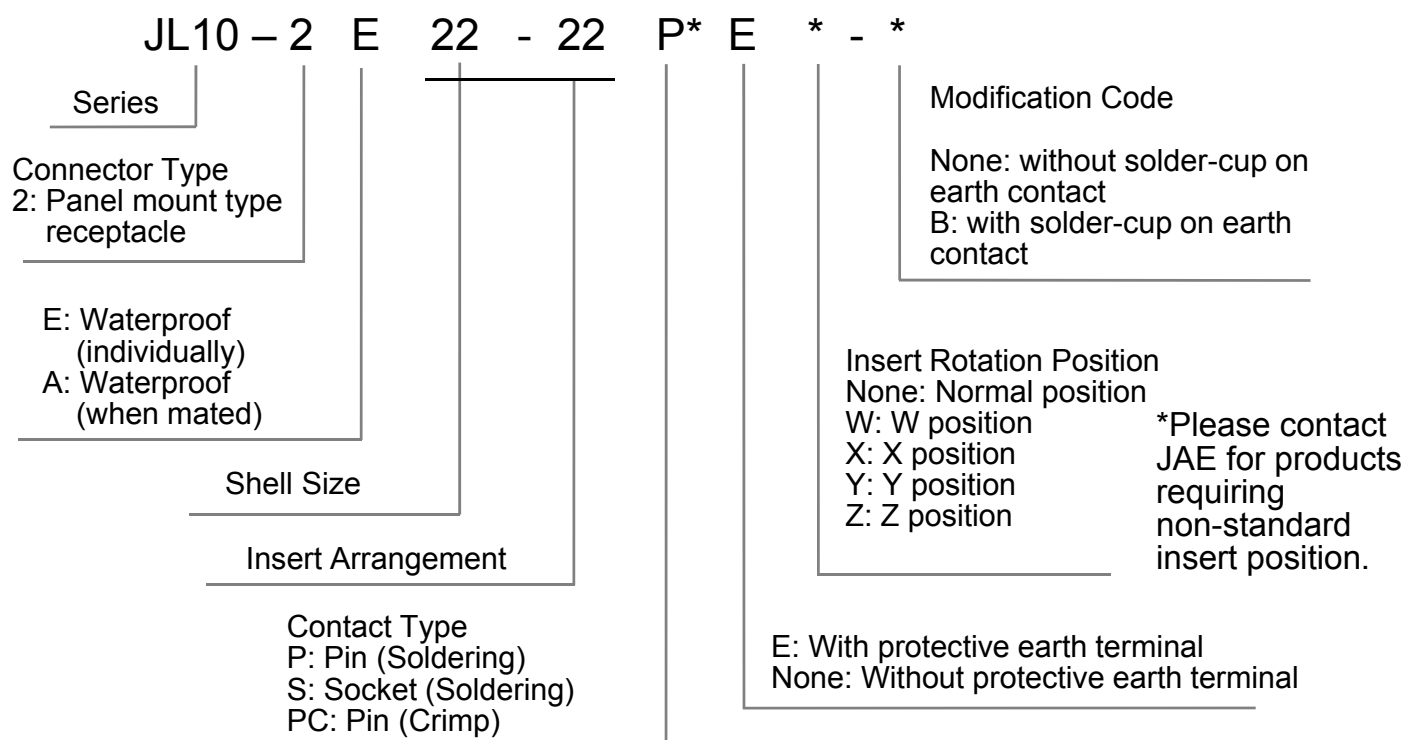 JL10 – 2 E 22 - 22 P* E * - *
Series
Connector Type
2: Panel mount type
receptacle
E: Waterproof
(individually)
A: Waterproof
(when mated)
Shell Size
Insert Arrangement
Contact Type
P: Pin (Soldering)
S: Socket (Soldering)
PC: Pin (Crimp)
Modification Code
None: without solder-cup on
earth contact
B: with solder-cup on earth
contact
Insert Rotation Position
None: Normal position
W: W position
X: X position
Y: Y position
Z: Z position
*Please contact
JAE for products
requiring
non-standard
insert position.
E: With protective earth terminal
None: Without protective earth terminal